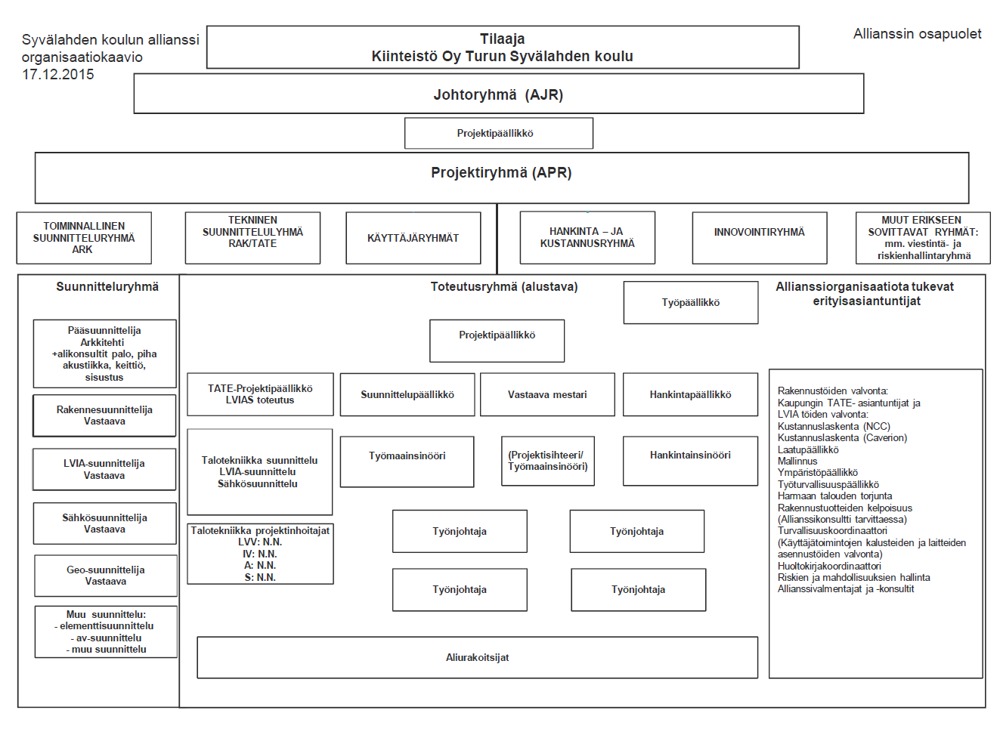 Syvälahden koulun allianssi
organisaatiokaavio
17.12.2015
Tilaaja
Kiinteistö Oy Turun Syvälahden koulu
Allianssin osapuolet
Johtoryhmä (AJR)
Projektipäällikkö
Projektiryhmä (APR)
TOIMINNALLINEN
SUUNNITTELURYHMÄ
ARK
TEKNINEN
SUUNNITTELULYHMÄ
RAK/TATE
KÄYTTÄJÄRYHMÄT
HANKINTA – JA
KUSTANNUSRYHMÄ
INNOVOINTIRYHMÄ
MUUT ERIKSEEN
SOVITTAVAT RYHMÄT:
mm. viestintä- ja
riskienhallintaryhmä
Suunnitteluryhmä
Pääsuunnittelija
Arkkitehti
+alikonsultit palo, piha
akustiikka, keittiö,
sisustus
Rakennesuunnittelija
Vastaava
LVIA-suunnittelija
Vastaava
Sähkösuunnittelija
Vastaava
Geo-suunnittelija
Vastaava
Muu suunnittelu:
- elementtisuunnittelu
- av-suunnittelu
- muu suunnittelu
Toteutusryhmä (alustava)
Työpäällikkö
Projektipäällikkö
TATE-Projektipäällikkö
LVIAS toteutus
Suunnittelupäällikkö
Vastaava mestari
Hankintapäällikkö
Talotekniikka suunnittelu
LVIA-suunnittelu
Sähkösuunnittelu
Työmaainsinööri
(Projektisihteeri/
Työmaainsinööri)
Hankintainsinööri
Talotekniikka projektinhoitajat
LVV: N.N.
IV: N.N.
A: N.N.
S: N.N.
Työnjohtaja
Työnjohtaja
Työnjohtaja
Työnjohtaja
Aliurakoitsijat
Allianssiorganisaatiota tukevat
erityisasiantuntijat
Rakennustöiden valvonta:
Kaupungin TATE- asiantuntijat ja
LVIA töiden valvonta:
Kustannuslaskenta (NCC)
Kustannuslaskenta (Caverion)
Laatupäällikkö
Mallinnus
Ympäristöpäällikkö
Työturvallisuuspäällikkö
Harmaan talouden torjunta
Rakennustuotteiden kelpoisuus
(Allianssikonsultti tarvittaessa)
Turvallisuuskoordinaattori
(Käyttäjätoimintojen kalusteiden ja laitteiden
asennustöiden valvonta)
Huoltokirjakoordinaattori
Riskien ja mahdollisuuksien hallinta
Allianssivalmentajat ja -konsultit